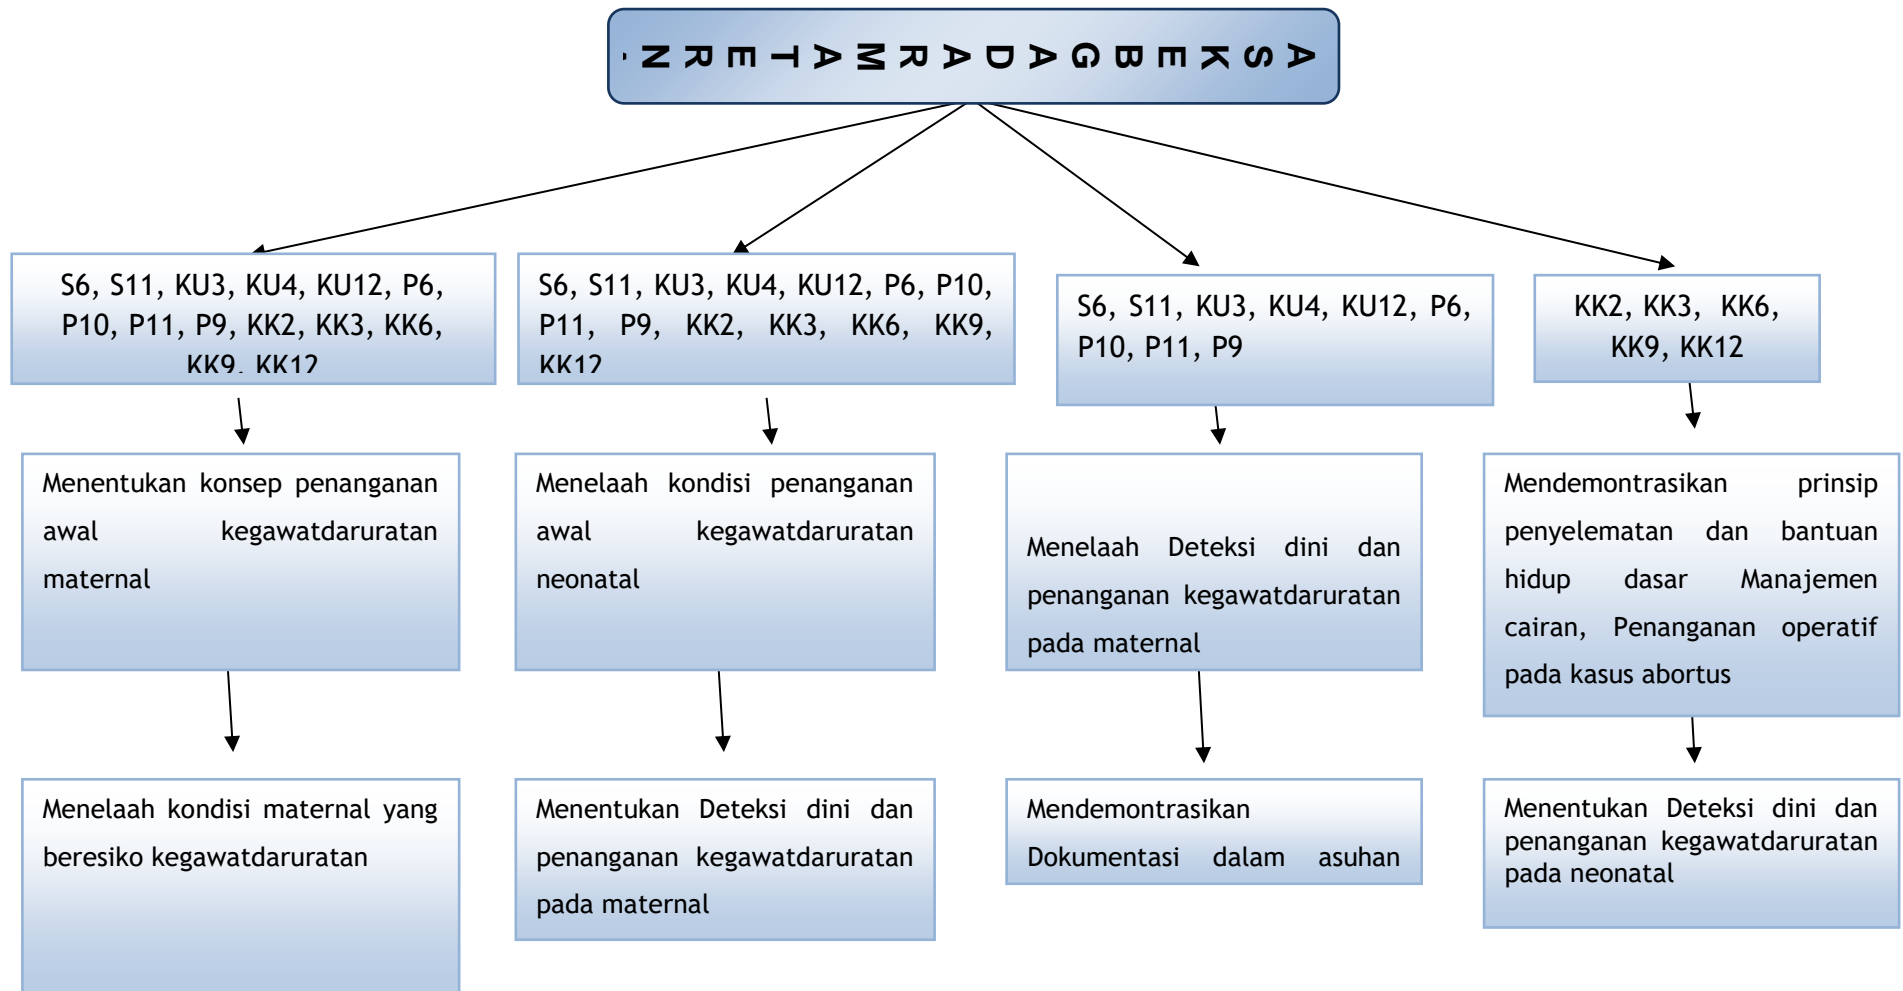 ASKEBGADARMATERN
S6, S11, KU3, KU4, KU12, P6,
P10, P11, P9, KK2, KK3, KK6,
KK9, KK12
S6, S11, KU3, KU4, KU12, P6, P10,
P11, P9, KK2, KK3, KK6, KK9,
KK12
S6, S11, KU3, KU4, KU12, P6,
P10, P11, P9
KK2, KK3, KK6,
KK9, KK12
Menentukan konsep penanganan
awal kegawatdaruratan
maternal
Menelaah kondisi penanganan
awal kegawatdaruratan
neonatal
Menelaah Deteksi dini dan
penanganan kegawatdaruratan
pada maternal
Mendemontrasikan prinsip
penyelematan dan bantuan
hidup dasar Manajemen
cairan, Penanganan operatif
pada kasus abortus
Menelaah kondisi maternal yang
beresiko kegawatdaruratan
Menentukan Deteksi dini dan
penanganan kegawatdaruratan
pada maternal
Mendemontrasikan
Dokumentasi dalam asuhan
Menentukan Deteksi dini dan
penanganan kegawatdaruratan
pada neonatal